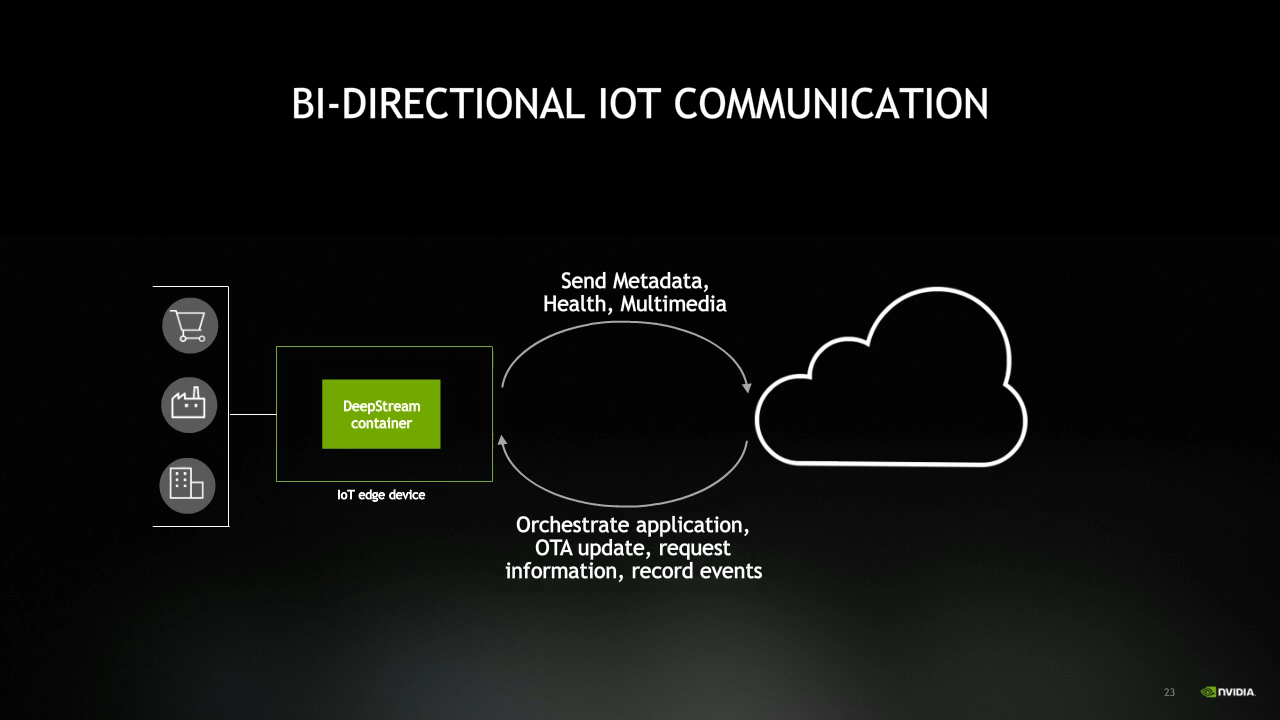 BI-DIRECTIONAL IOT COMMUNICATION
Send Metadata,
Health, Multimedia
DeepStream
container
IoT edge device
Orchestrate application,
OTA update, request
information, record events
23
NVIDIA.